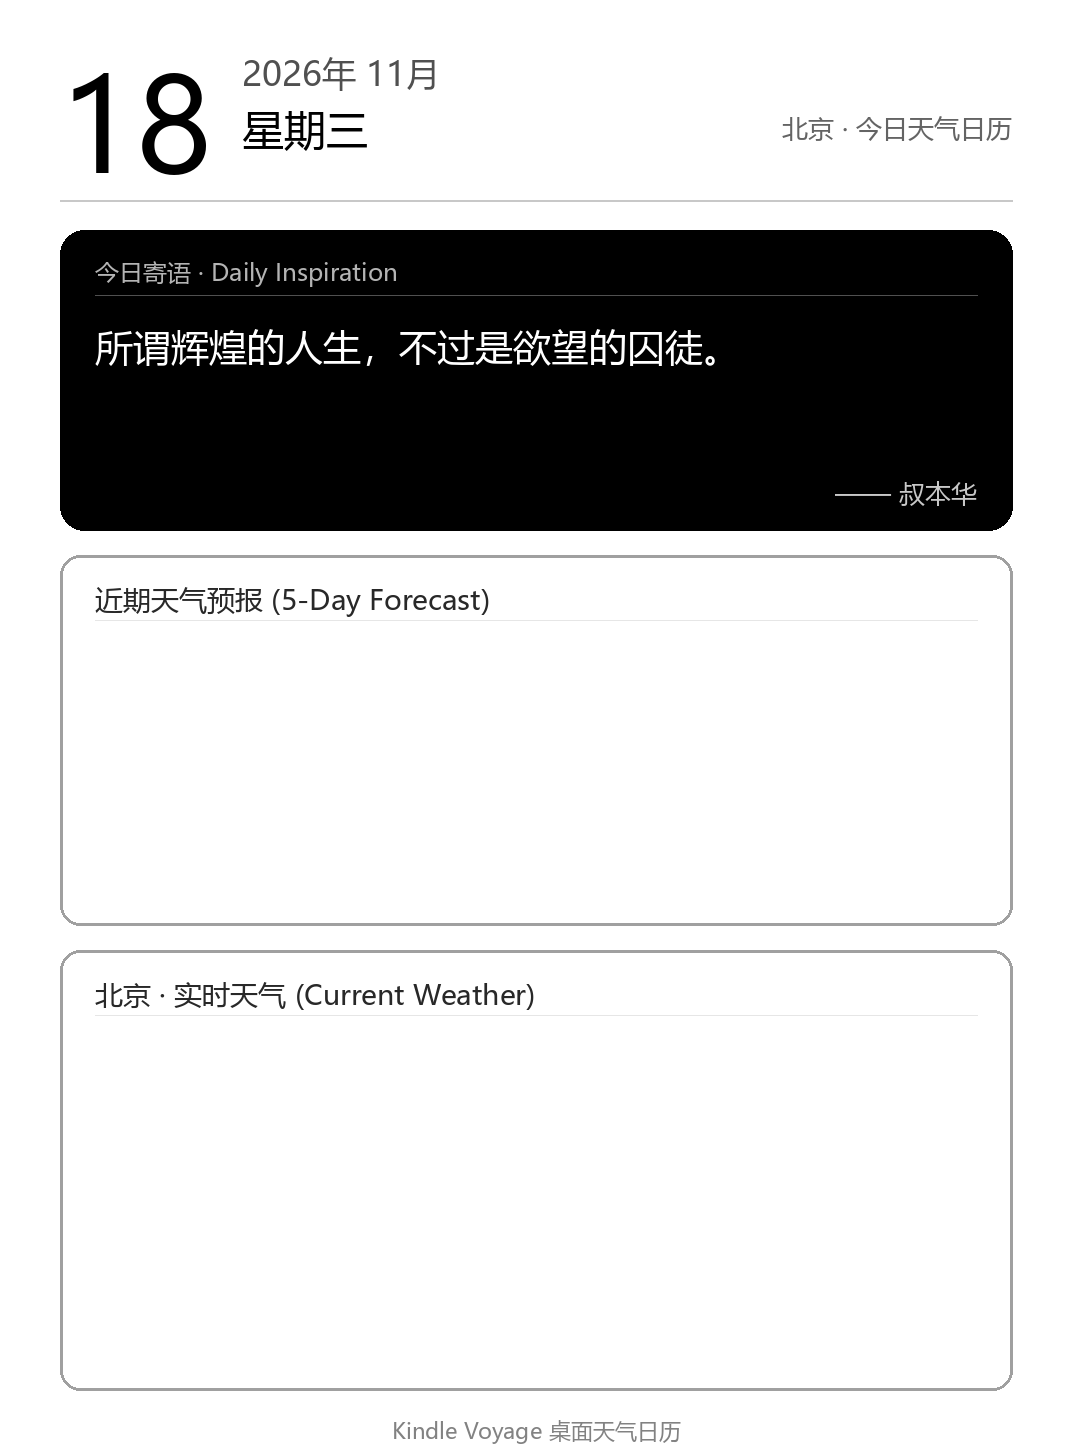 18
2026年 11月
星期三
北京 · 今日天气日历
今日寄语 · Daily Inspiration
所谓辉煌的人生，不过是欲望的囚徒。
—— 叔本华
近期天气预报 (5-Day Forecast)
北京 · 实时天气 (Current Weather)
Kindle Voyage 桌面天气日历